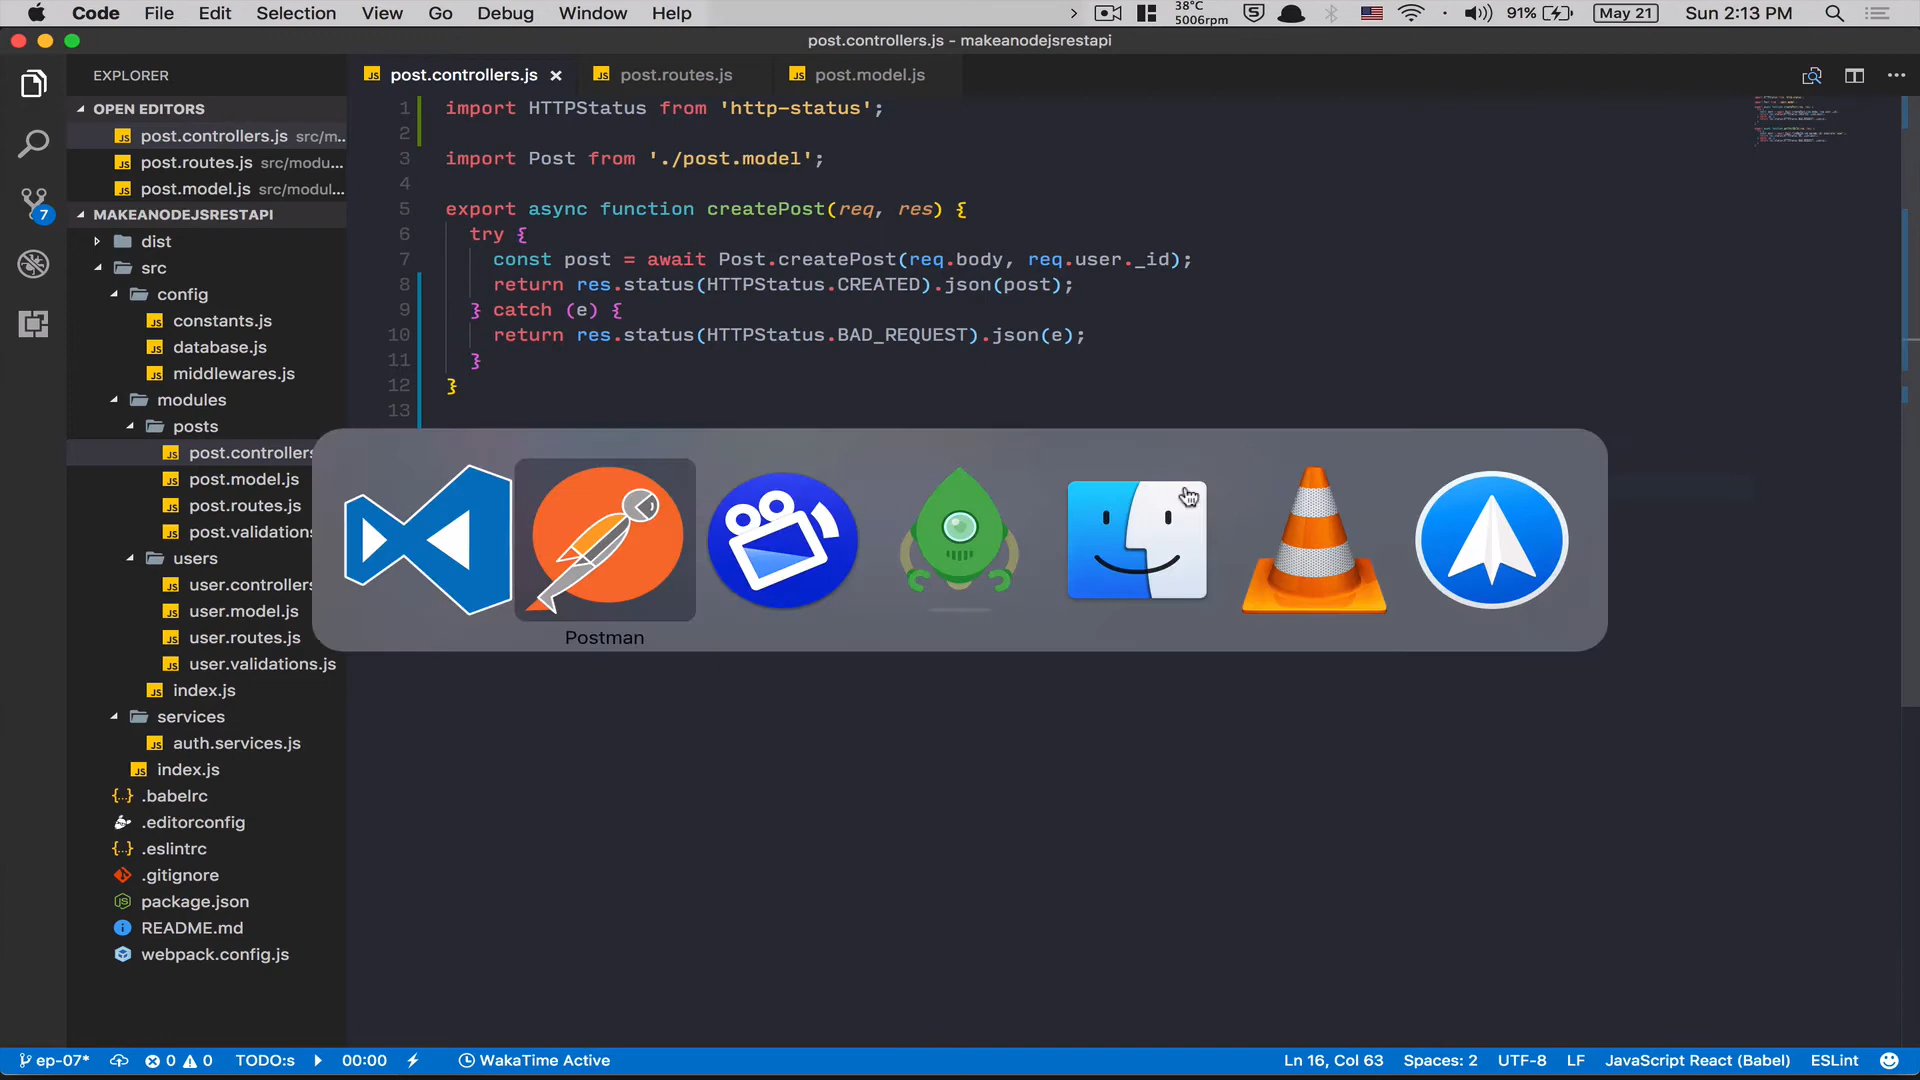 Code File Edit Selection View Go Debug Window Help 38°C 5006rpm 91% May 21 Sun 2:13 PM
post.controllers.js - makeanodejsrestapi
EXPLORER
OPEN EDITORS
post.controllers.js src/m...
post.routes.js src/modu...
post.model.js src/modul...
MAKEANODEJSRESTAPI
dist
src
config
constants.js
database.js
middlewares.js
modules
posts
post.controllers
post.model.js
post.routes.js
post.validation
users
user.controllers
user.model.js
user.routes.js
user.validations.js
index.js
services
auth.services.js
index.js
.babelrc
.editorconfig
.eslintrc
.gitignore
package.json
README.md
webpack.config.js
7
post.controllers.js post.routes.js post.model.js
1 import HTTPStatus from 'http-status';
2
3 import Post from './post.model';
4
5 export async function createPost(req, res) {
6 try {
7 const post = await Post.createPost(req.body, req.user._id);
8 return res.status(HTTPStatus.CREATED).json(post);
9 } catch (e) {
10 return res.status(HTTPStatus.BAD_REQUEST).json(e);
11 }
12 }
13
Postman
ep-07* 0 0 TODO:s 00:00 WakaTime Active Ln 16, Col 63 Spaces: 2 UTF-8 LF JavaScript React (Babel) ESLint